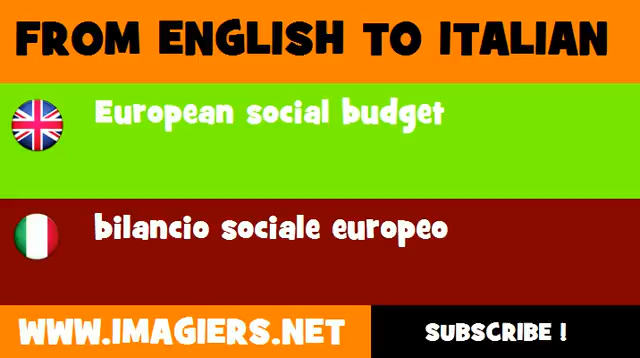 FROM ENGLISH TO ITALIAN
European social budget
bilancio sociale europeo
WWW.IMAGIERS.NET
SUBSCRIBE !